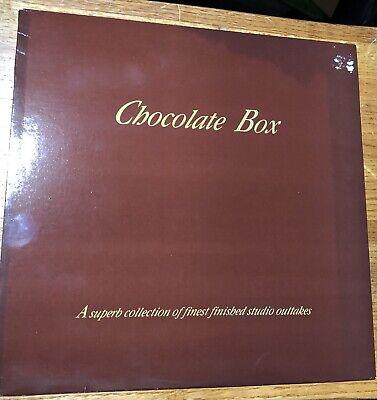 Chocolate Box
A superb collection of finest finished studio outtakes